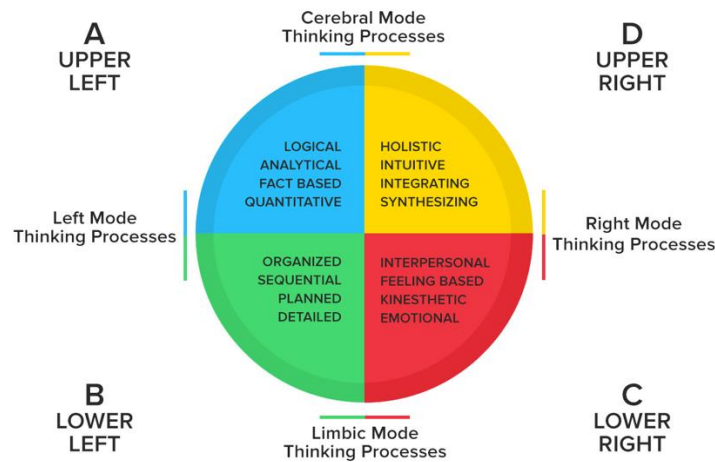 Cerebral Mode
Thinking Processes
A
UPPER
LEFT
D
UPPER
RIGHT
LOGICAL
ANALYTICAL
FACT BASED
QUANTITATIVE
HOLISTIC
INTUITIVE
INTEGRATING
SYNTHESIZING
Left Mode
Thinking Processes
Right Mode
Thinking Processes
ORGANIZED
SEQUENTIAL
PLANNED
DETAILED
INTERPERSONAL
FEELING BASED
KINESTHETIC
EMOTIONAL
B
LOWER
LEFT
C
LOWER
RIGHT
Limbic Mode
Thinking Processes